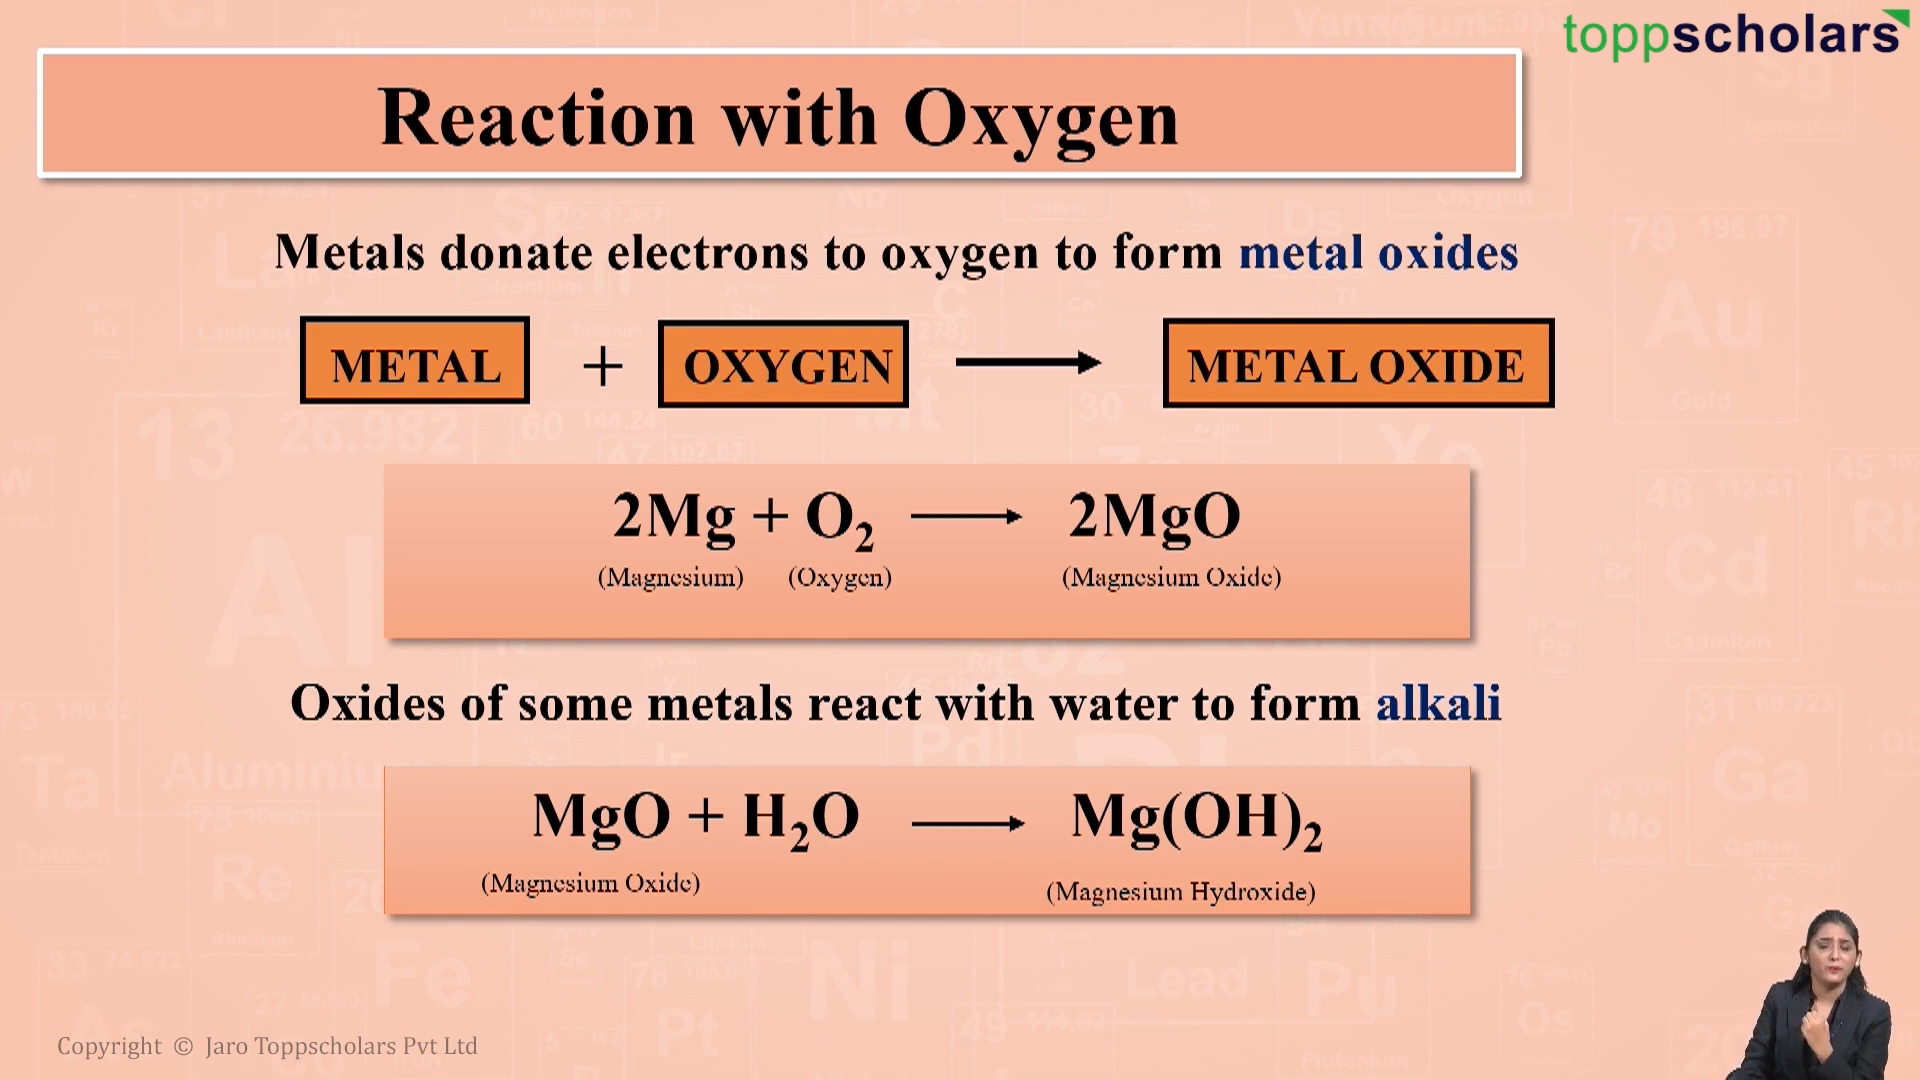 toppscholars
Reaction with Oxygen
Metals donate electrons to oxygen to form metal oxides
METAL + OXYGEN ⟶ METAL OXIDE
2Mg + O₂ ⟶ 2MgO
(Magnesium) (Oxygen) (Magnesium Oxide)
Oxides of some metals react with water to form alkali
MgO + H₂O ⟶ Mg(OH)₂
(Magnesium Oxide) (Magnesium Hydroxide)
Copyright © Jaro Toppscholars Pvt Ltd